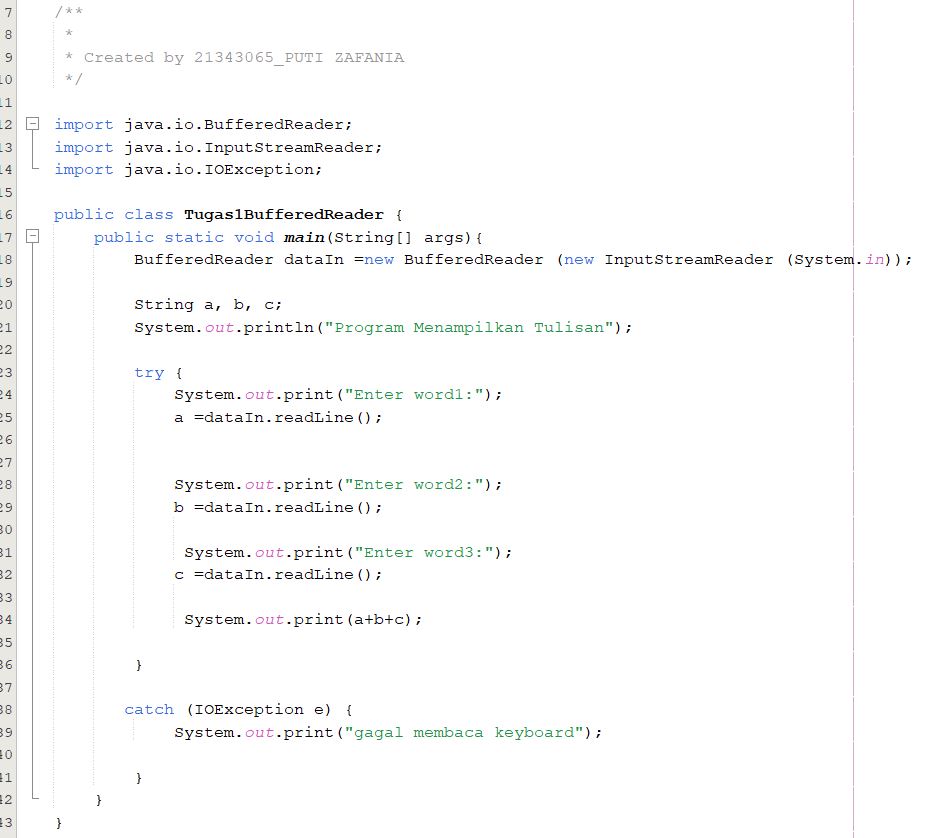 7 /**
8 *
9 * Created by 21343065_PUTI ZAFANIA
10 */
11
12 import java.io.BufferedReader;
13 import java.io.InputStreamReader;
14 import java.io.IOException;
15
16 public class Tugas1BufferedReader {
17 public static void main(String[] args){
18 BufferedReader dataIn =new BufferedReader (new InputStreamReader (System.in));
19
20 String a, b, c;
21 System.out.println("Program Menampilkan Tulisan");
22
23 try {
24 System.out.print("Enter word1:");
25 a =dataIn.readLine();
26
27
28 System.out.print("Enter word2:");
29 b =dataIn.readLine();
30
31 System.out.print("Enter word3:");
32 c =dataIn.readLine();
33
34 System.out.print(a+b+c);
35
36 }
37
38 catch (IOException e) {
39 System.out.print("gagal membaca keyboard");
40
41 }
42 }
43 }